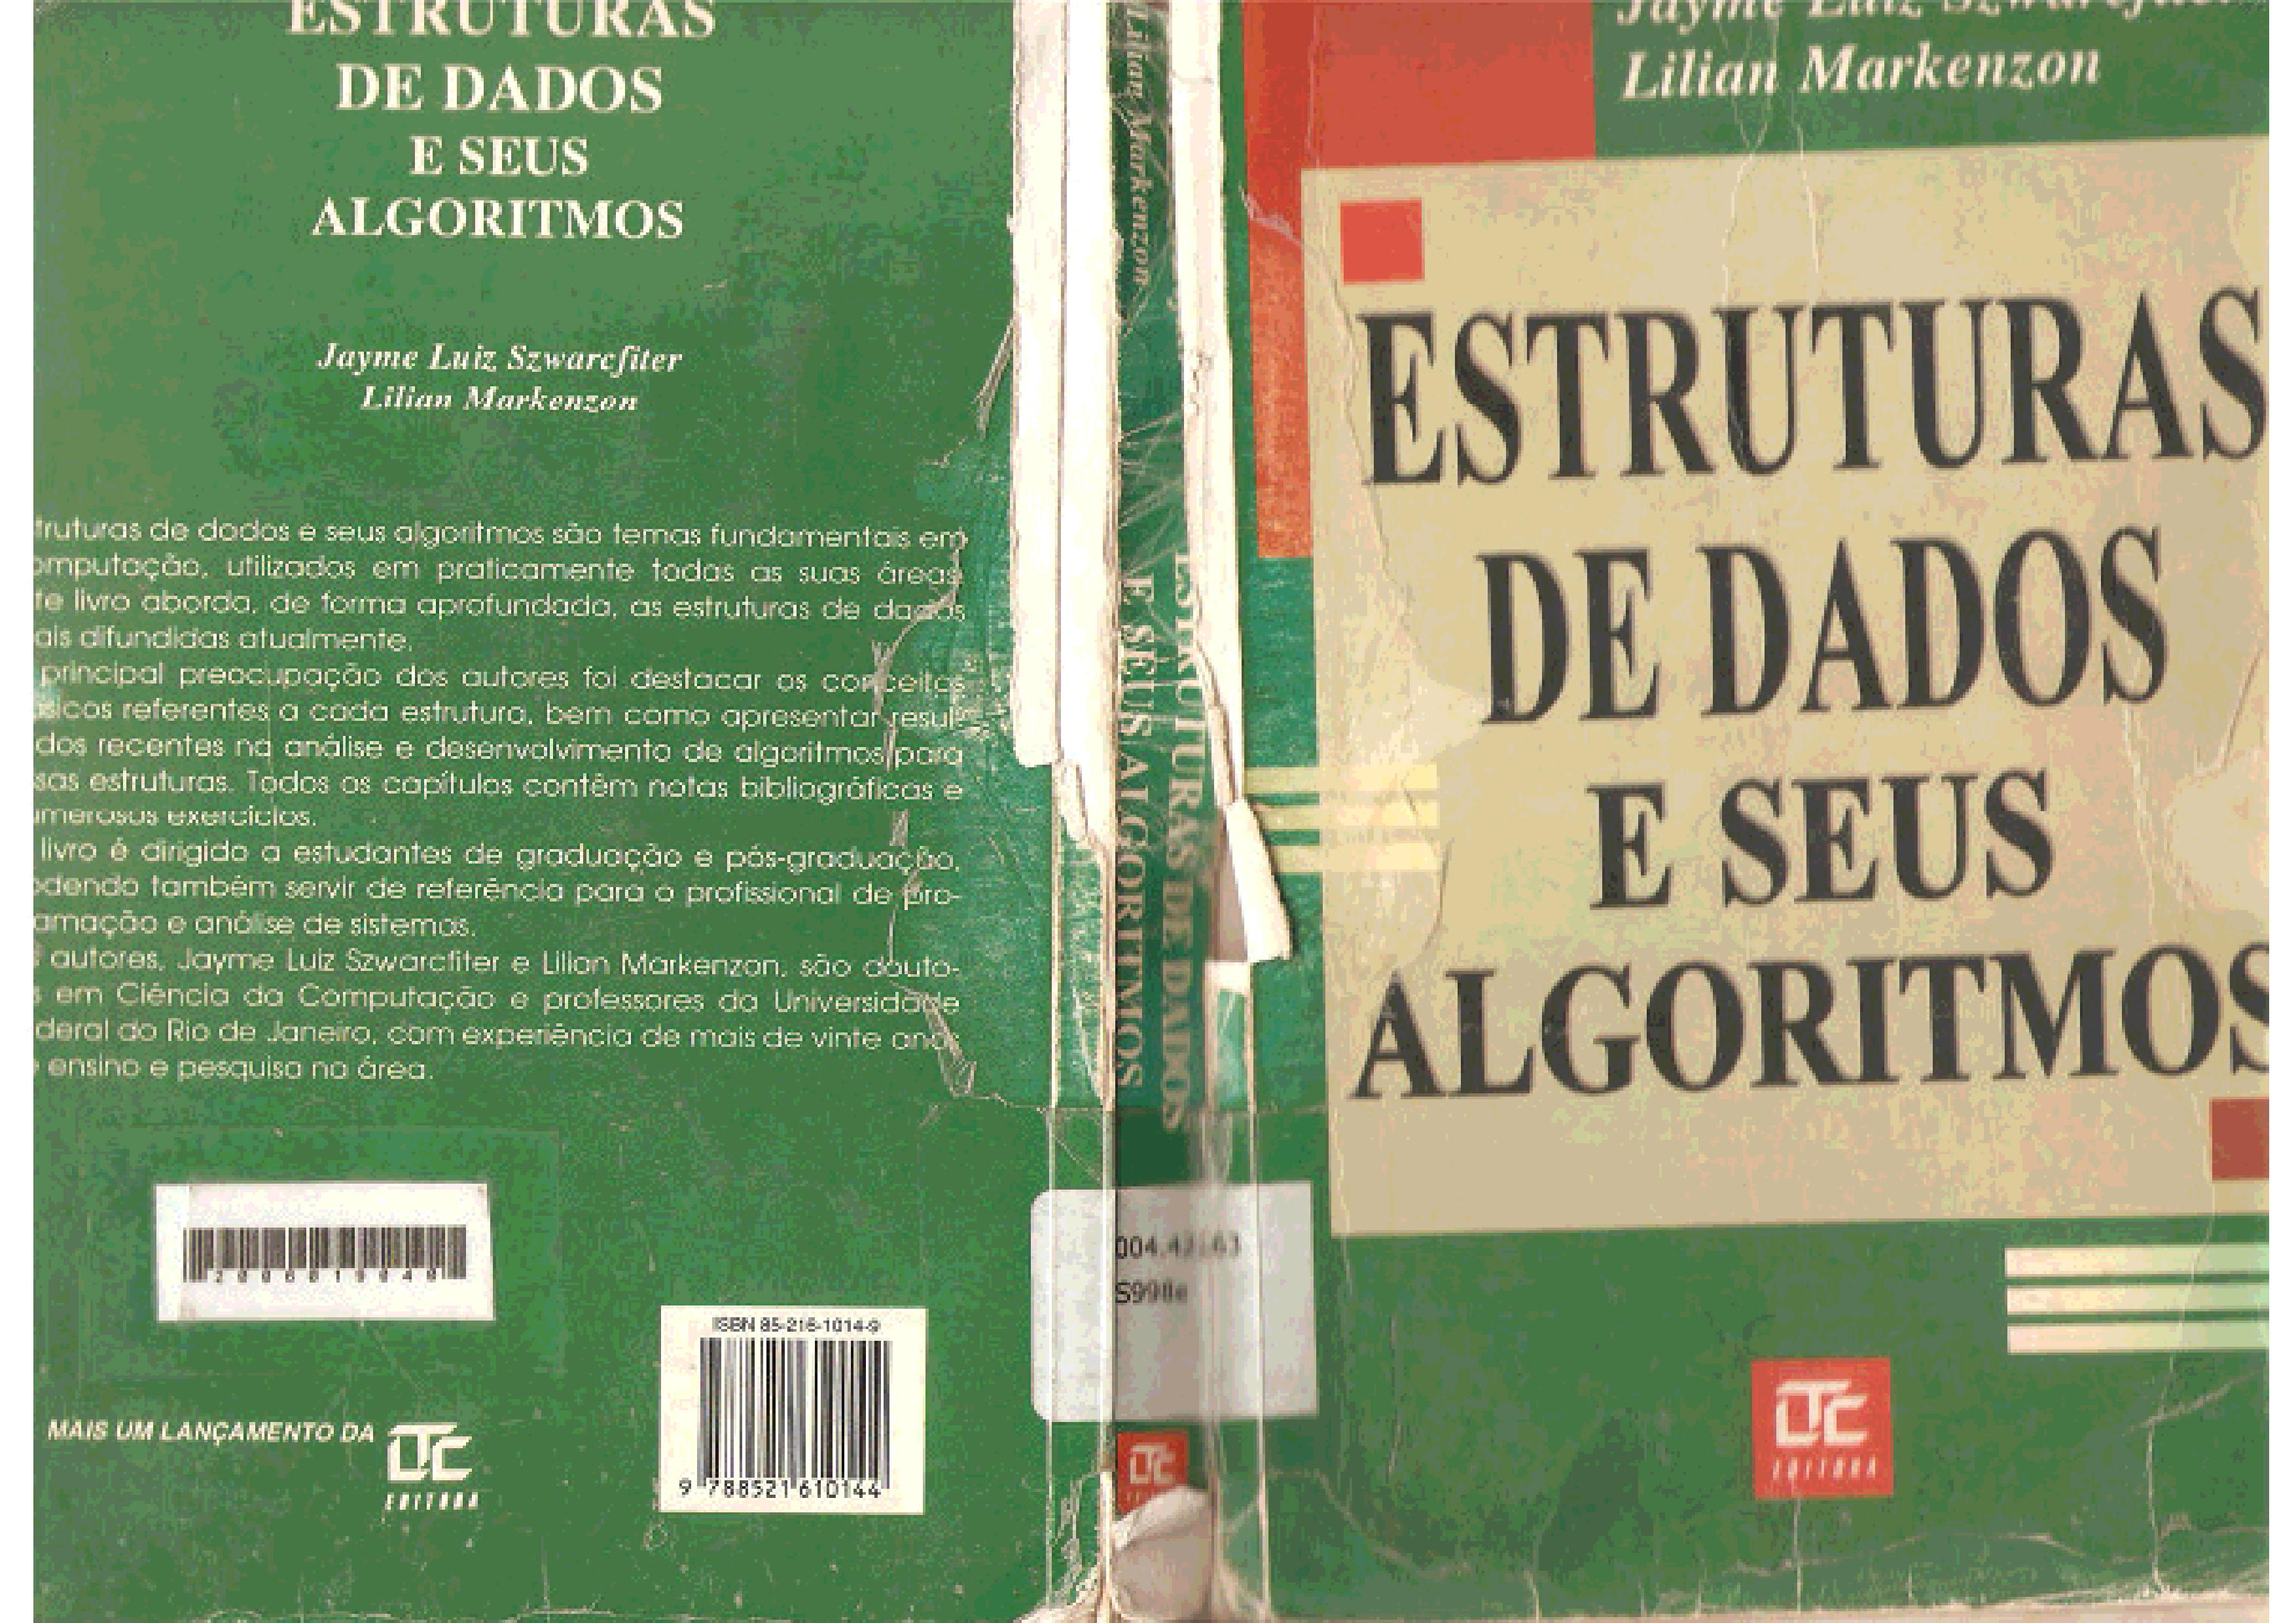 ESTRUTURAS
DE DADOS
E SEUS
ALGORITMOS
Jayme Luiz Szwarcfiter
Lilian Markenzon
truturas de dados e seus algoritmos são temas fundamentais em
omputação, utilizados em praticamente todas as suas áreas
te livro aborda, de forma aprofundada, as estruturas de dados
ais difundidas atualmente.
principal preocupação dos autores foi destacar os conceitos
sicos referentes a cada estrutura, bem como apresentar resul-
dos recentes na análise e desenvolvimento de algoritmos para
sas estruturas. Todos os capítulos contêm notas bibliográficas e
umerosos exercícios.
livro é dirigido a estudantes de graduação e pós-graduação,
odendo também servir de referência para o profissional de pro-
amação e análise de sistemas.
autores, Jayme Luiz Szwarcfiter e Lilian Markenzon, são douto-
s em Ciência da Computação e professores da Universidade
deral do Rio de Janeiro, com experiência de mais de vinte anos
ensino e pesquisa na área.
ISBN 85-216-1014-9
9 788521 610144
MAIS UM LANÇAMENTO DA LTC
EDITORA
Lilian Markenzon
ESTRUTURAS DE DADOS
E SEUS ALGORITMOS
S998e
LTC
Jayme Luiz Szwarcfiter
Lilian Markenzon
ESTRUTURAS
DE DADOS
E SEUS
ALGORITMOS
LTC
EDITORA